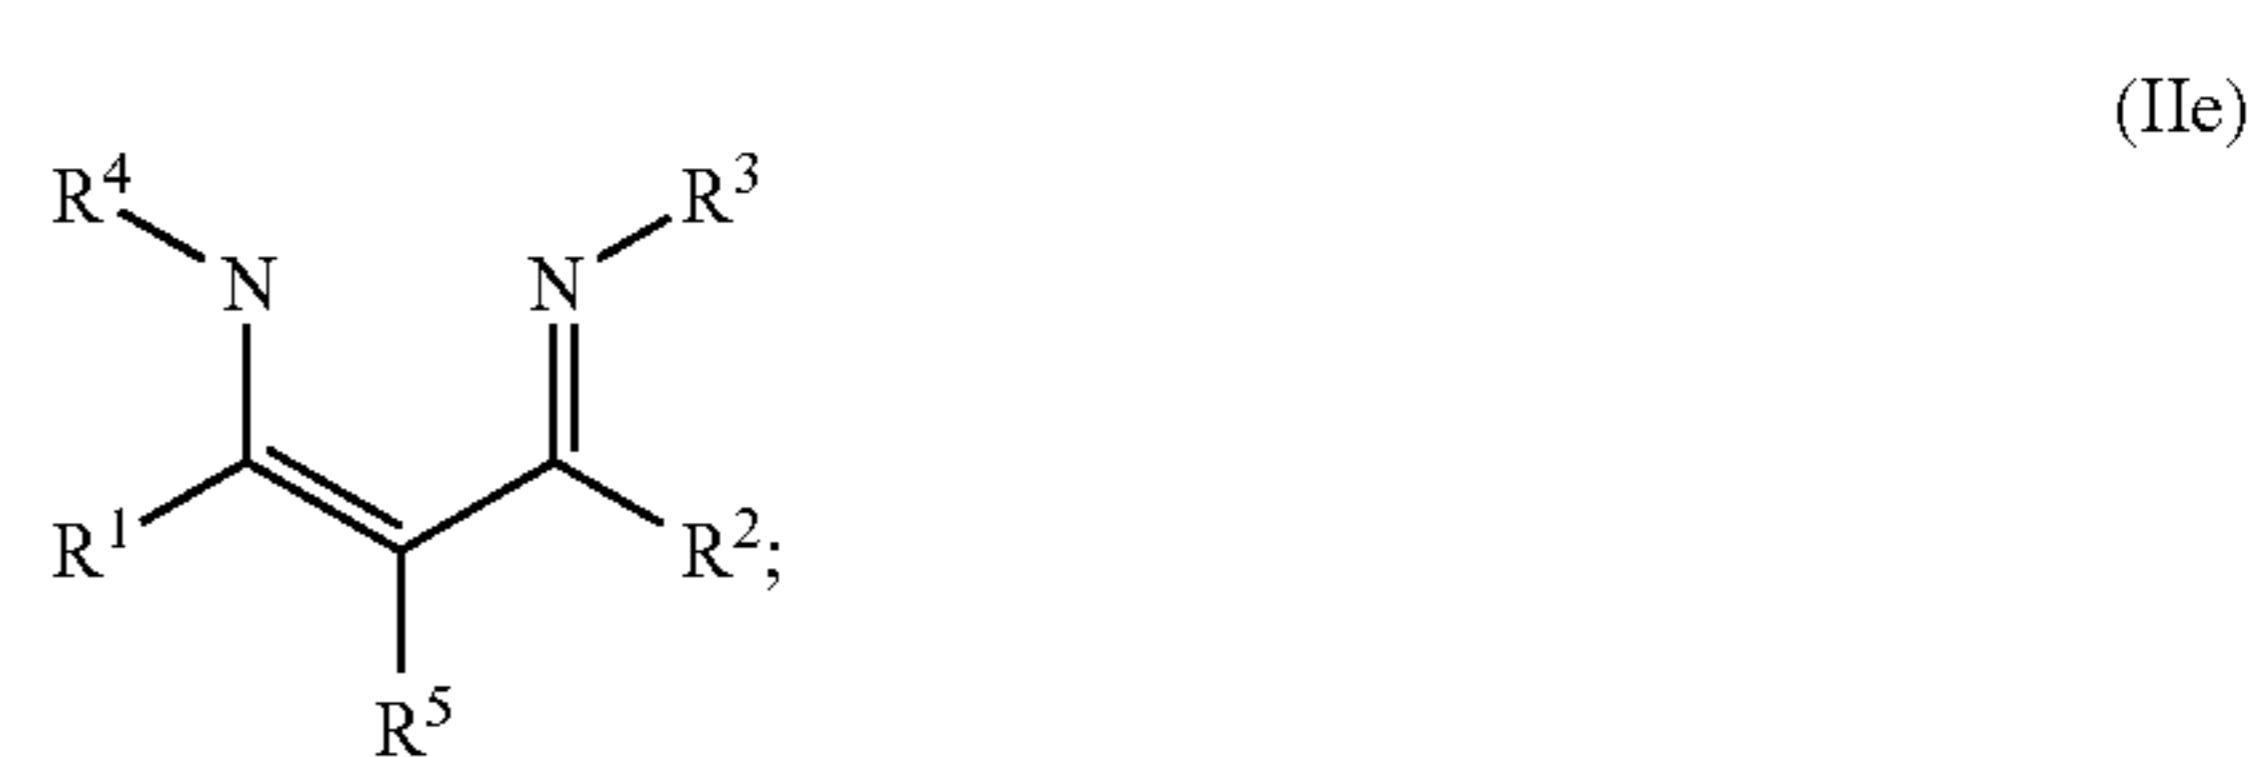 (IIe)
R⁴ R³
N N
R¹ R²;
R⁵